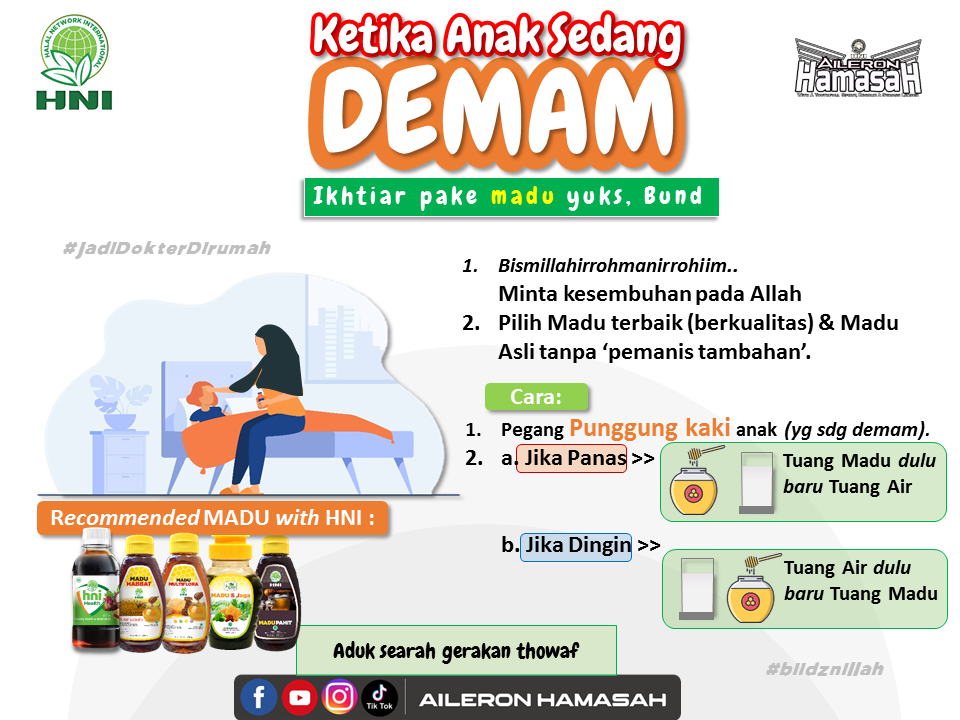 HALAL NETWORK INTERNATIONAL
HNI
Ketika Anak Sedang
DEMAM
HNI
AILERON
HAMASAH
Ikhtiar pake madu yuks, Bund
#JadiDokterDirumah
1. Bismillahirrohmanirrohiim..
Minta kesembuhan pada Allah
2. Pilih Madu terbaik (berkualitas) & Madu
Asli tanpa ‘pemanis tambahan’.
Cara:
1. Pegang Punggung kaki anak (yg sdg demam).
2. a. Jika Panas >>
Tuang Madu dulu
baru Tuang Air
b. Jika Dingin >>
Tuang Air dulu
baru Tuang Madu
Recommended MADU with HNI :
hni
Health
MADU
HABBAT
MADU
MULTIFLORA
MADU S Jaga
HNI
MADU PAHIT
Aduk searah gerakan thowaf
#biidznillah
Tik Tok
AILERON HAMASAH